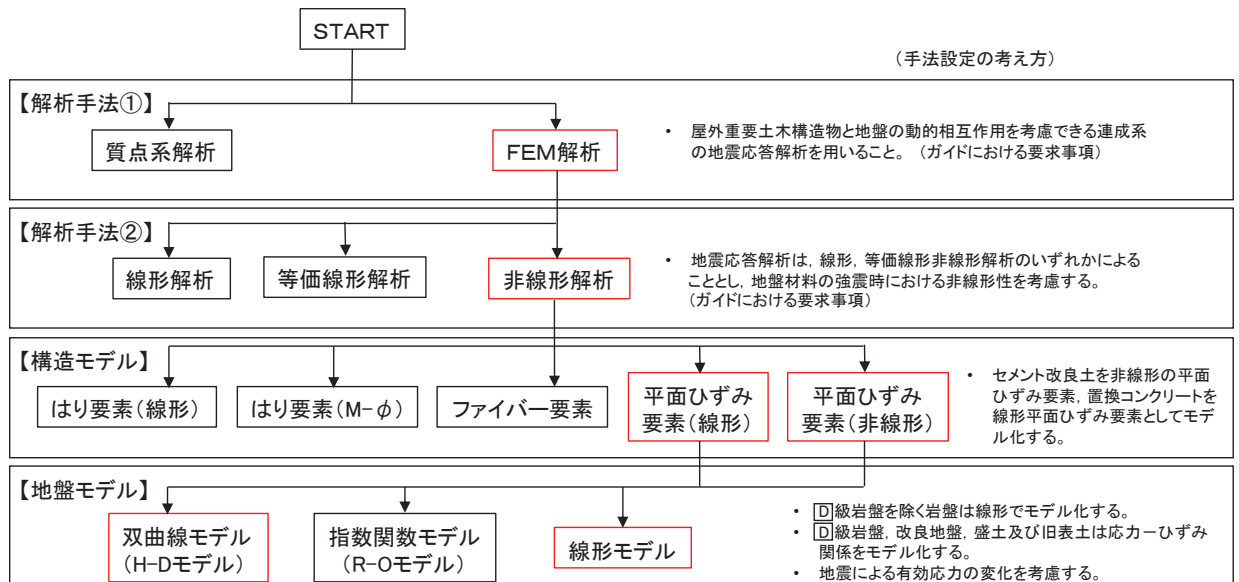 START
(手法設定の考え方)
【解析手法①】
質点系解析
FEM解析
・ 屋外重要土木構造物と地盤の動的相互作用を考慮できる連成系
の地震応答解析を用いること。 (ガイドにおける要求事項)
【解析手法②】
線形解析
等価線形解析
非線形解析
・ 地震応答解析は, 線形, 等価線形非線形解析のいずれかによる
こととし, 地盤材料の強震時における非線形性を考慮する。
(ガイドにおける要求事項)
【構造モデル】
はり要素(線形)
はり要素(M-φ)
ファイバー要素
平面ひずみ
要素(線形)
平面ひずみ
要素(非線形)
・ セメント改良土を非線形の平面
ひずみ要素, 置換コンクリートを
線形平面ひずみ要素としてモデ
ル化する。
【地盤モデル】
双曲線モデル
(H-Dモデル)
指数関数モデル
(R-Oモデル)
線形モデル
・ D級岩盤を除く岩盤は線形でモデル化する。
・ D級岩盤, 改良地盤, 盛土及び旧表土は応力-ひずみ
関係をモデル化する。
・ 地震による有効応力の変化を考慮する。